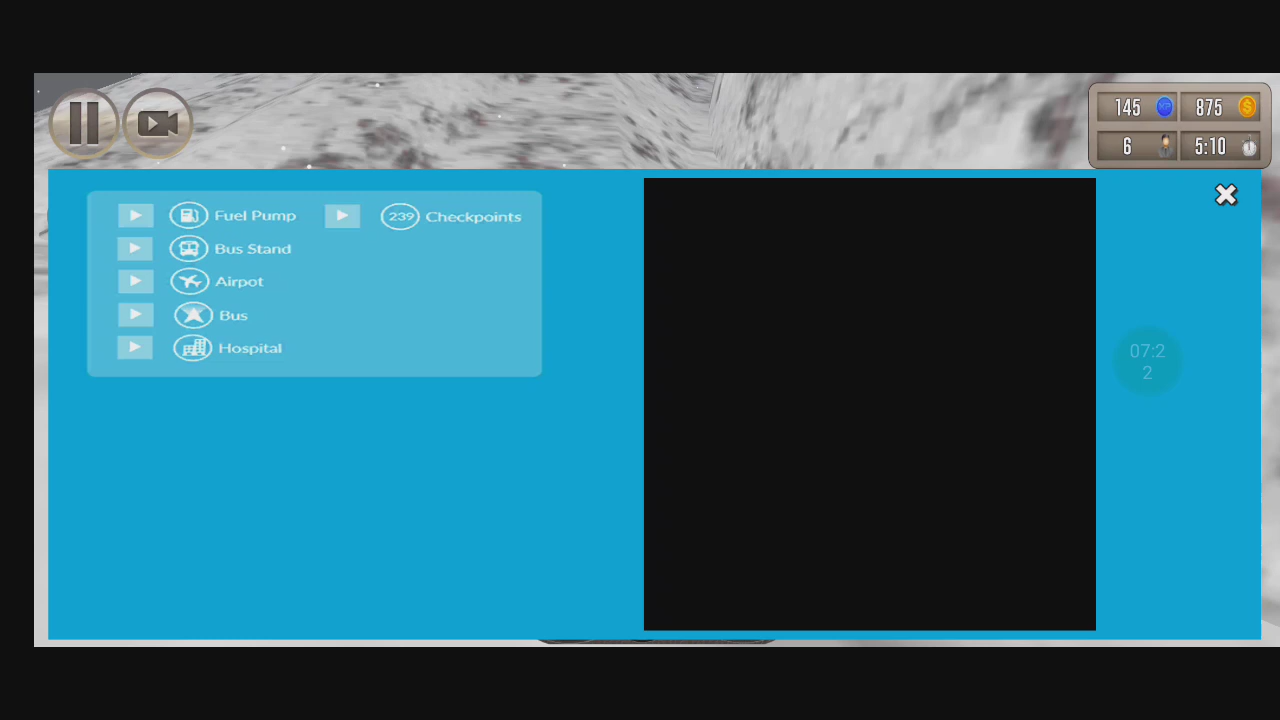 145 875
6 5:10
Fuel Pump 239 Checkpoints
Bus Stand
Airpot
Bus
Hospital
07:2
2